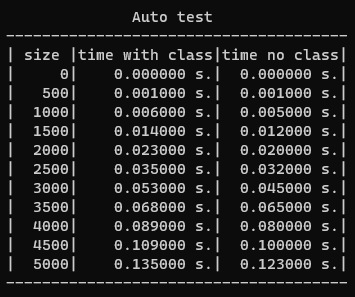 Auto test
--------------------------------------
| size |time with class|time no class|
|     0|    0.000000 s.|  0.000000 s.|
|   500|    0.001000 s.|  0.001000 s.|
|  1000|    0.006000 s.|  0.005000 s.|
|  1500|    0.014000 s.|  0.012000 s.|
|  2000|    0.023000 s.|  0.020000 s.|
|  2500|    0.035000 s.|  0.032000 s.|
|  3000|    0.053000 s.|  0.045000 s.|
|  3500|    0.068000 s.|  0.065000 s.|
|  4000|    0.089000 s.|  0.080000 s.|
|  4500|    0.109000 s.|  0.100000 s.|
|  5000|    0.135000 s.|  0.123000 s.|
--------------------------------------